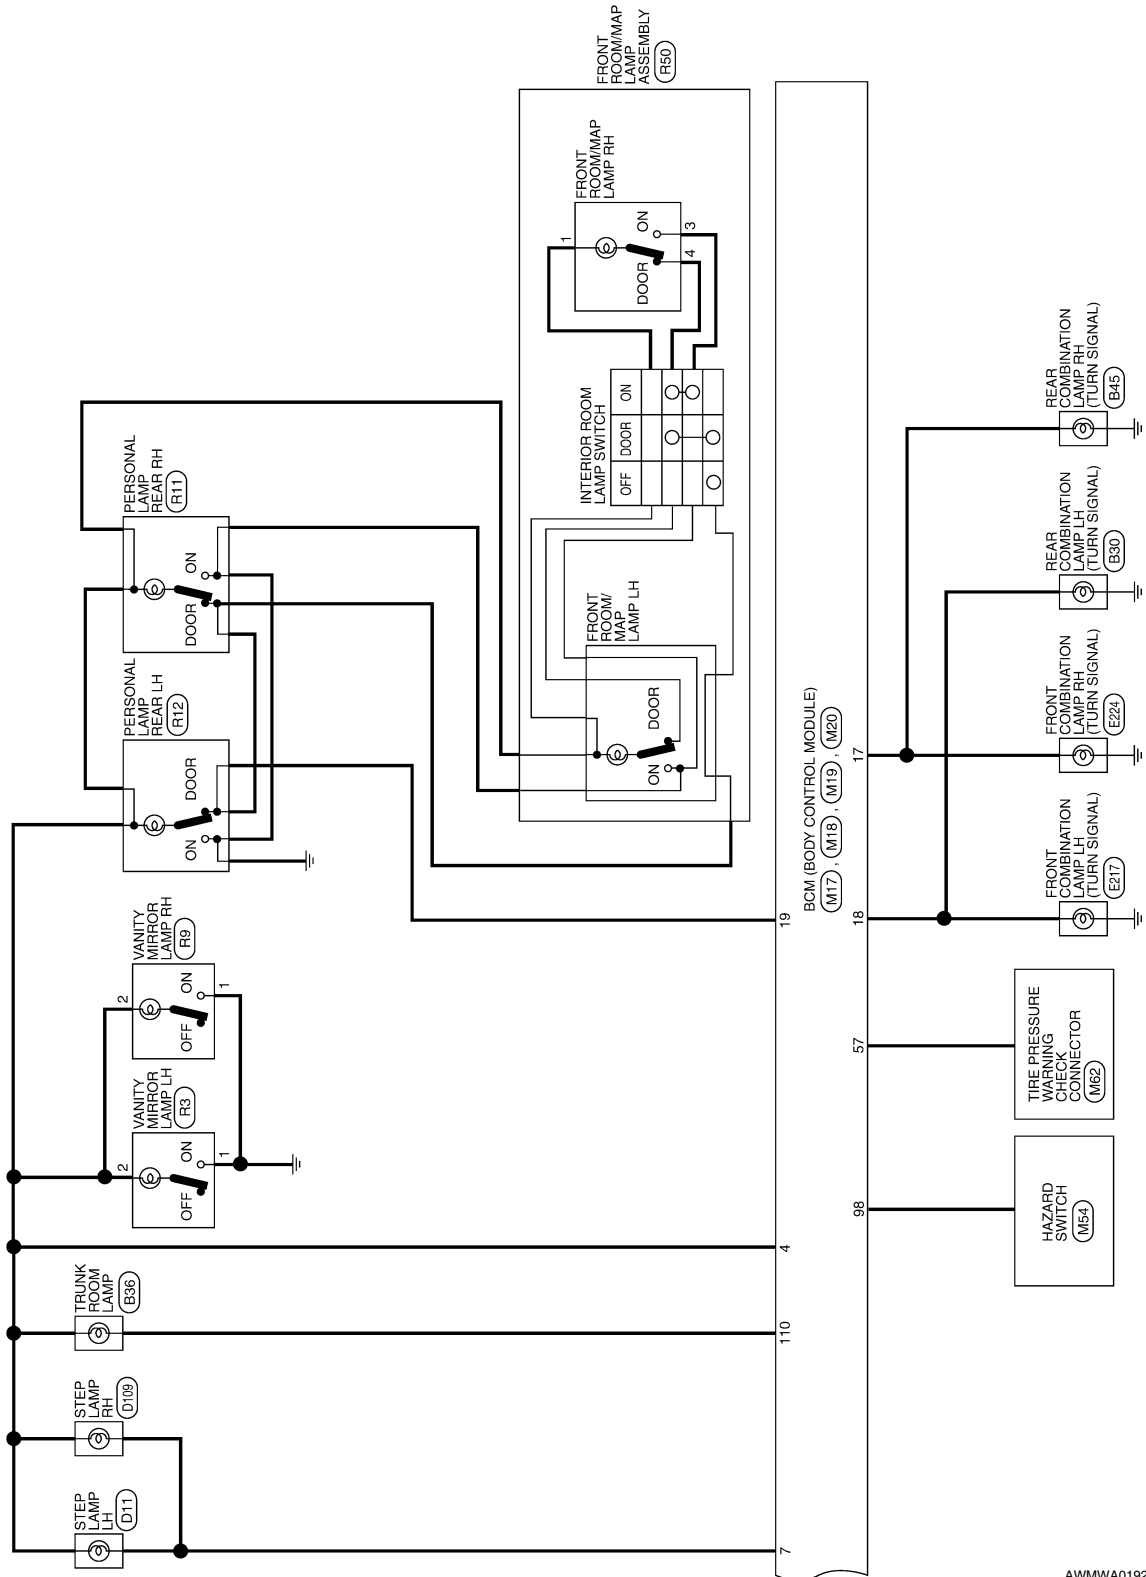 STEP
LAMP
LH
D11
STEP
LAMP
RH
D109
TRUNK
ROOM
LAMP
B36
VANITY
MIRROR
LAMP LH
R3
2
OFF
ON
1
VANITY
MIRROR
LAMP RH
R9
2
OFF
ON
1
PERSONAL
LAMP
REAR LH
R12
ON
DOOR
PERSONAL
LAMP
REAR RH
R11
DOOR
ON
FRONT
ROOM/MAP
LAMP
ASSEMBLY
R50
FRONT
ROOM/MAP
LAMP RH
1
DOOR
ON
4
3
INTERIOR ROOM
LAMP SWITCH
OFF
DOOR
ON
FRONT
ROOM/
MAP
LAMP LH
ON
DOOR
7
110
4
19
BCM (BODY CONTROL MODULE)
M17 , M18 , M19 , M20
98
57
18
17
HAZARD
SWITCH
M54
TIRE PRESSURE
WARNING
CHECK
CONNECTOR
M62
FRONT
COMBINATION
LAMP LH
(TURN SIGNAL)
E217
FRONT
COMBINATION
LAMP RH
(TURN SIGNAL)
E224
REAR
COMBINATION
LAMP LH
(TURN SIGNAL)
B30
REAR
COMBINATION
LAMP RH
(TURN SIGNAL)
B45